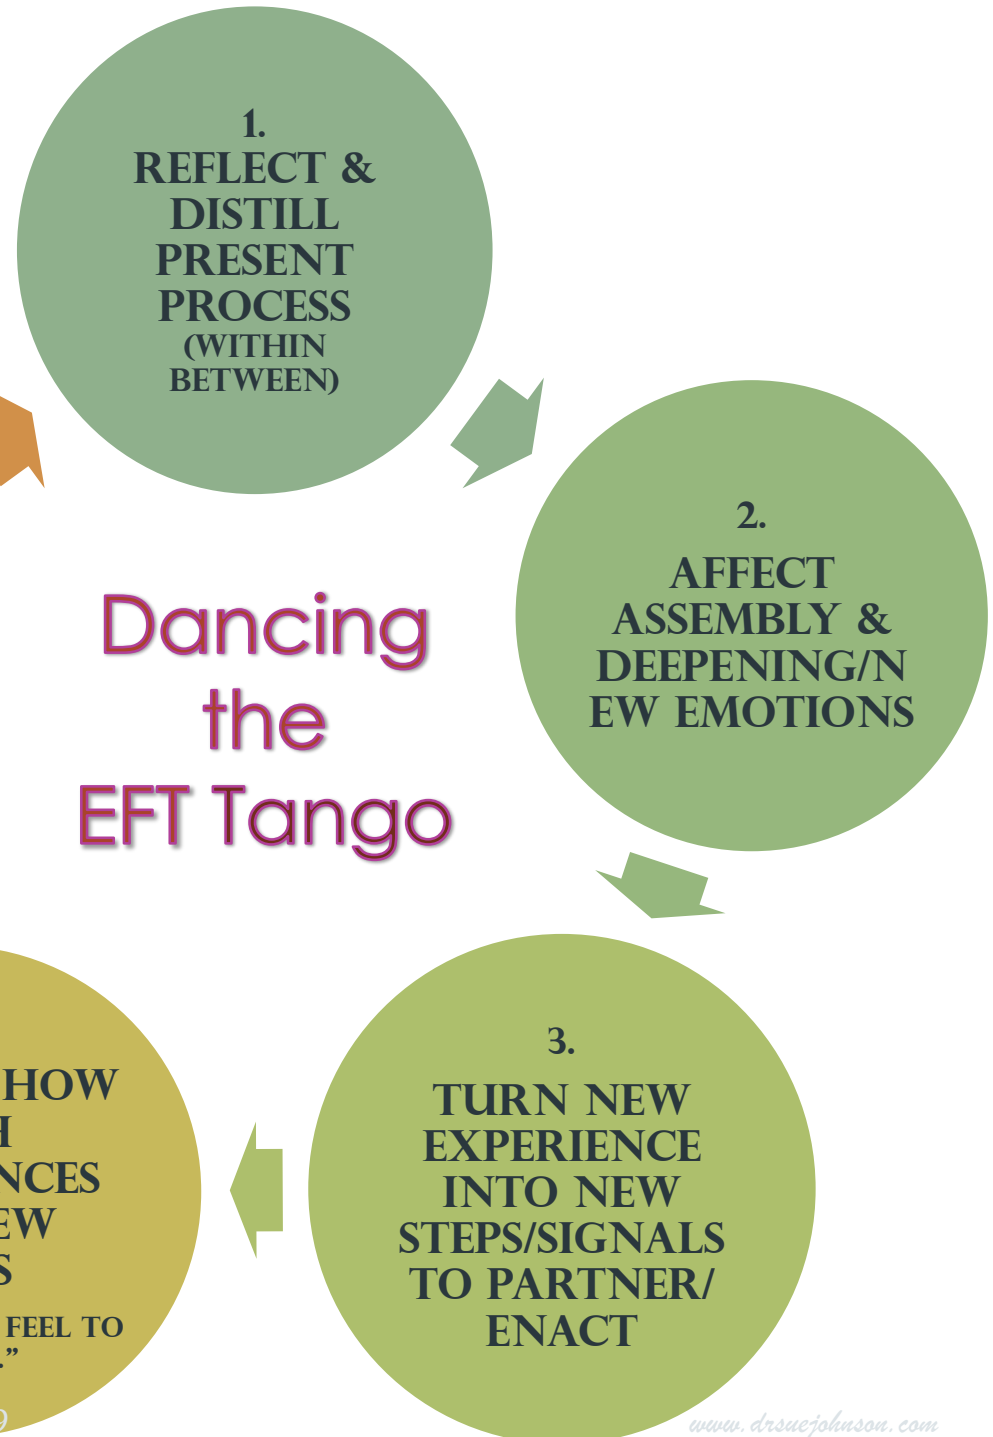 1.
REFLECT &
DISTILL
PRESENT
PROCESS
(WITHIN
BETWEEN)
2.
AFFECT
ASSEMBLY &
DEEPENING/N
EW EMOTIONS
Dancing
the
EFT Tango
3.
TURN NEW
EXPERIENCE
INTO NEW
STEPS/SIGNALS
TO PARTNER/
ENACT
HOW
H
NCES
EW
S
FEEL TO
.”
9
www.drsuejohnson.com